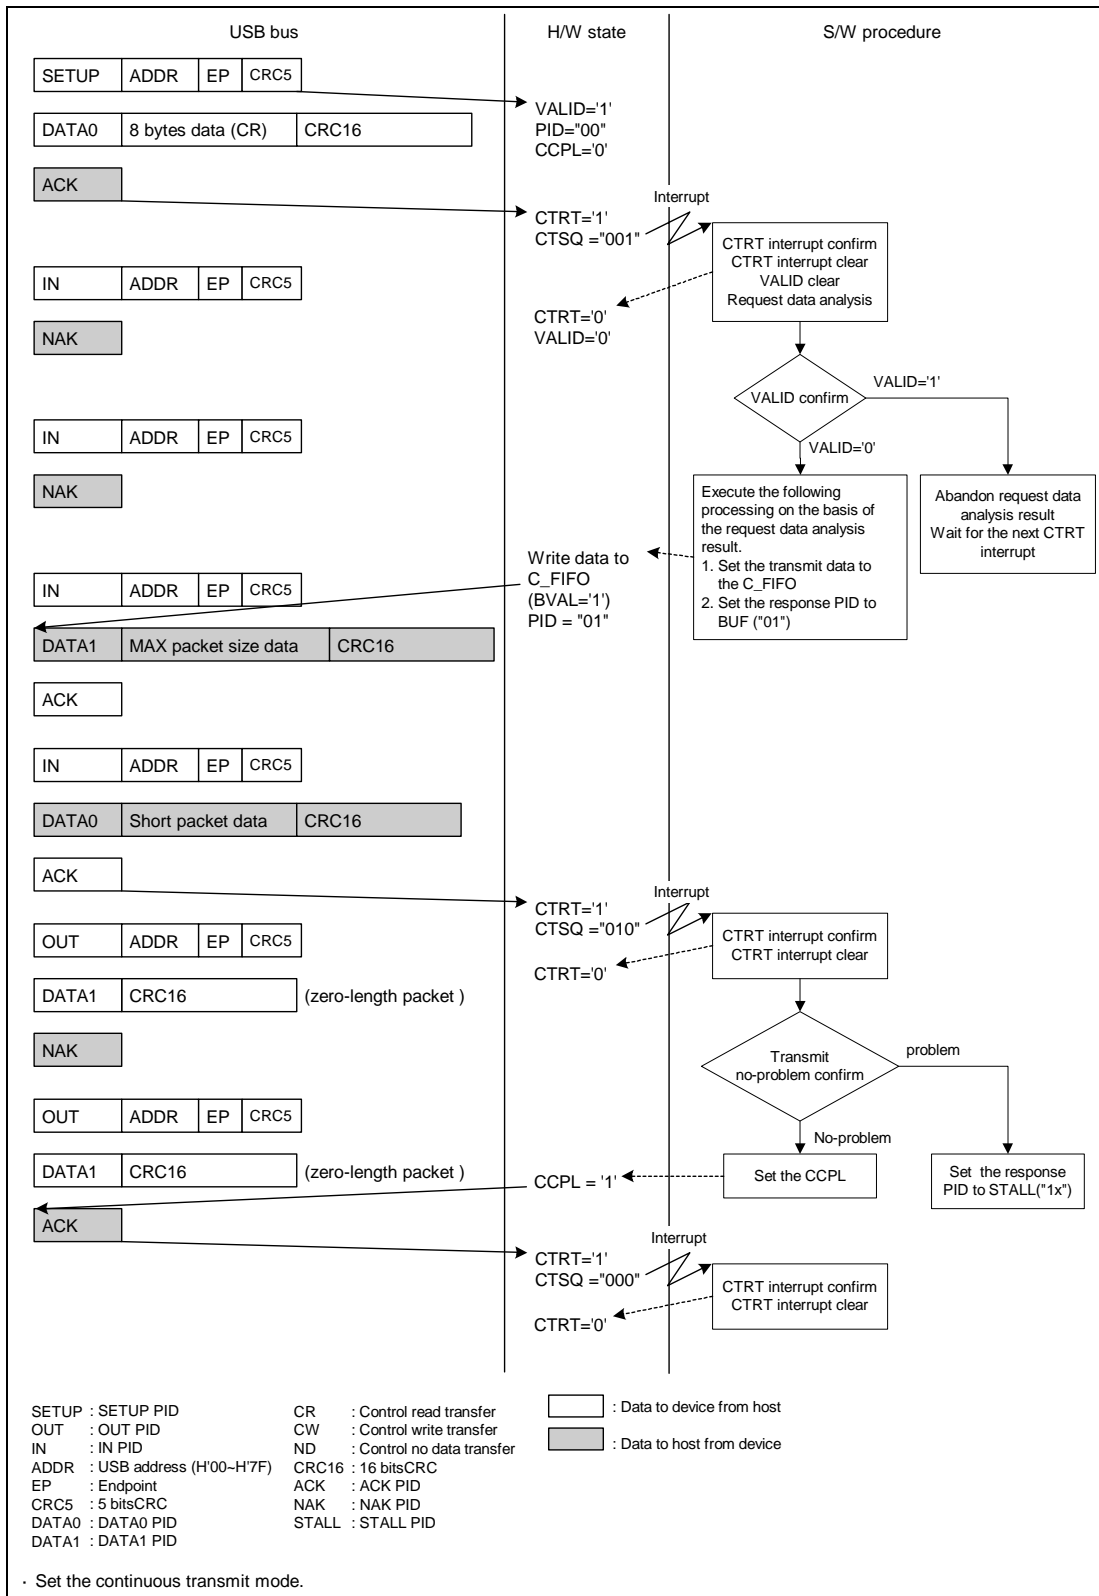 USB bus
H/W state
S/W procedure
SETUP ADDR EP CRC5
VALID='1'
PID="00"
CCPL='0'
DATA0 8 bytes data (CR) CRC16
ACK
Interrupt
CTRT='1'
CTSQ ="001"
CTRT interrupt confirm
CTRT interrupt clear
VALID clear
Request data analysis
IN ADDR EP CRC5
CTRT='0'
VALID='0'
NAK
VALID confirm
VALID='1'
VALID='0'
IN ADDR EP CRC5
NAK
Execute the following
processing on the basis of
the request data analysis
result.
1. Set the transmit data to
the C_FIFO
2. Set the response PID to
BUF ("01")
Abandon request data
analysis result
Wait for the next CTRT
interrupt
Write data to
C_FIFO
(BVAL='1')
PID = "01"
IN ADDR EP CRC5
DATA1 MAX packet size data CRC16
ACK
IN ADDR EP CRC5
DATA0 Short packet data CRC16
ACK
Interrupt
CTRT='1'
CTSQ ="010"
CTRT interrupt confirm
CTRT interrupt clear
OUT ADDR EP CRC5
CTRT='0'
DATA1 CRC16 (zero-length packet )
NAK
Transmit
no-problem confirm
problem
No-problem
OUT ADDR EP CRC5
DATA1 CRC16 (zero-length packet )
CCPL = '1'
Set the CCPL
Set the response
PID to STALL("1x")
ACK
Interrupt
CTRT='1'
CTSQ ="000"
CTRT interrupt confirm
CTRT interrupt clear
CTRT='0'
SETUP : SETUP PID
OUT : OUT PID
IN : IN PID
ADDR : USB address (H'00~H'7F)
EP : Endpoint
CRC5 : 5 bitsCRC
DATA0 : DATA0 PID
DATA1 : DATA1 PID
CR : Control read transfer
CW : Control write transfer
ND : Control no data transfer
CRC16 : 16 bitsCRC
ACK : ACK PID
NAK : NAK PID
STALL : STALL PID
: Data to device from host
: Data to host from device
· Set the continuous transmit mode.